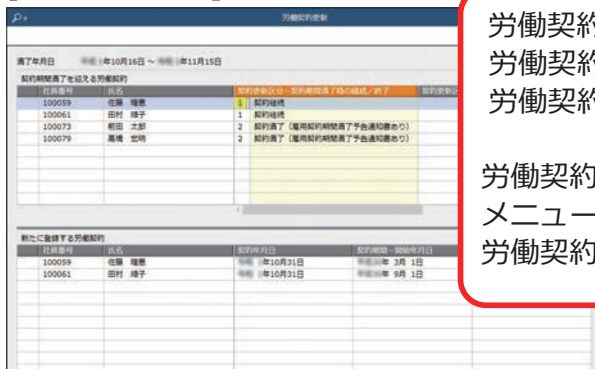 労働契約更新
満了年月日 年10月16日 ～ 年11月15日
契約期間満了を迎える労働契約
社員番号 氏名 契約更新区分－契約期間満了時の継続／終了 契約更新区
100059 佐藤 瑠恵 1 契約継続
100061 田村 順子 1 契約継続
100073 前田 太郎 2 契約満了（雇用契約期間満了予告通知書あり）
100079 高橋 宏明 2 契約満了（雇用契約期間満了予告通知書あり）
新たに登録する労働契約
社員番号 氏名 契約年月日 契約期間－開始年月日
100059 佐藤 瑠恵 年10月31日 年 3月 1日
100061 田村 順子 年10月31日 年 9月 1日
労働契約
労働契約
労働契約
労働契約
メニュー
労働契約